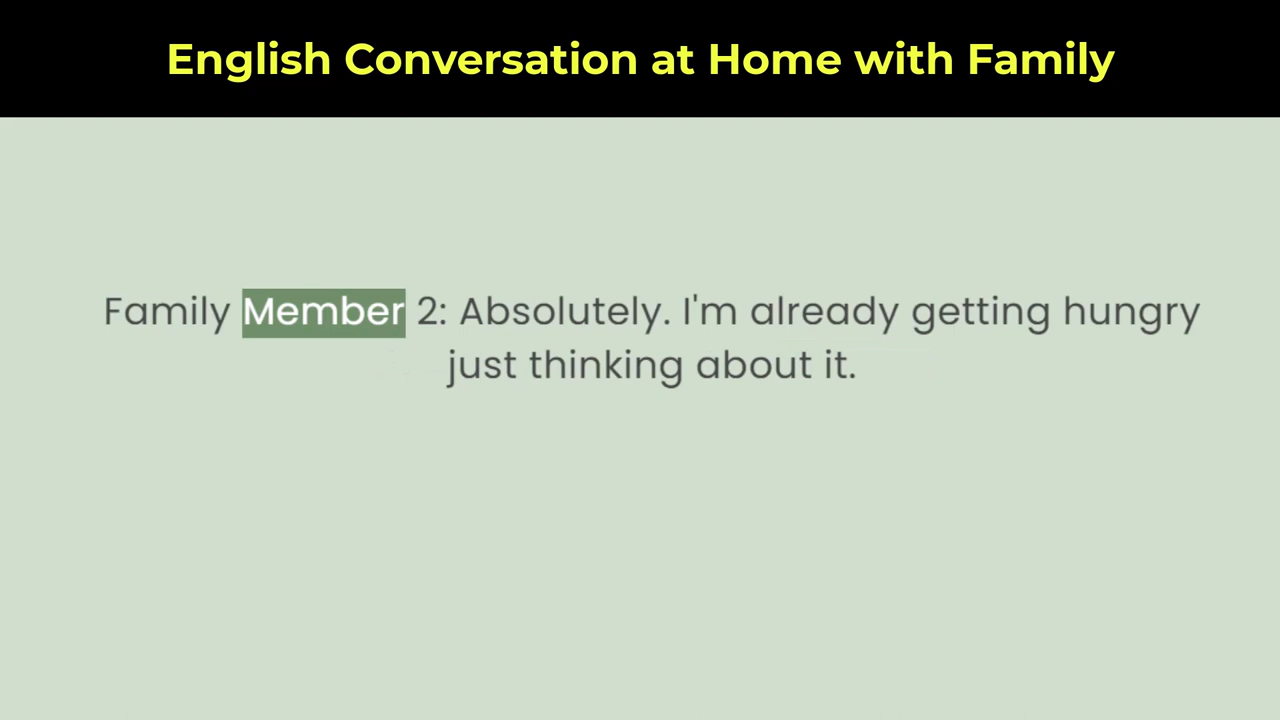 English Conversation at Home with Family
Family Member 2: Absolutely. I'm already getting hungry
just thinking about it.